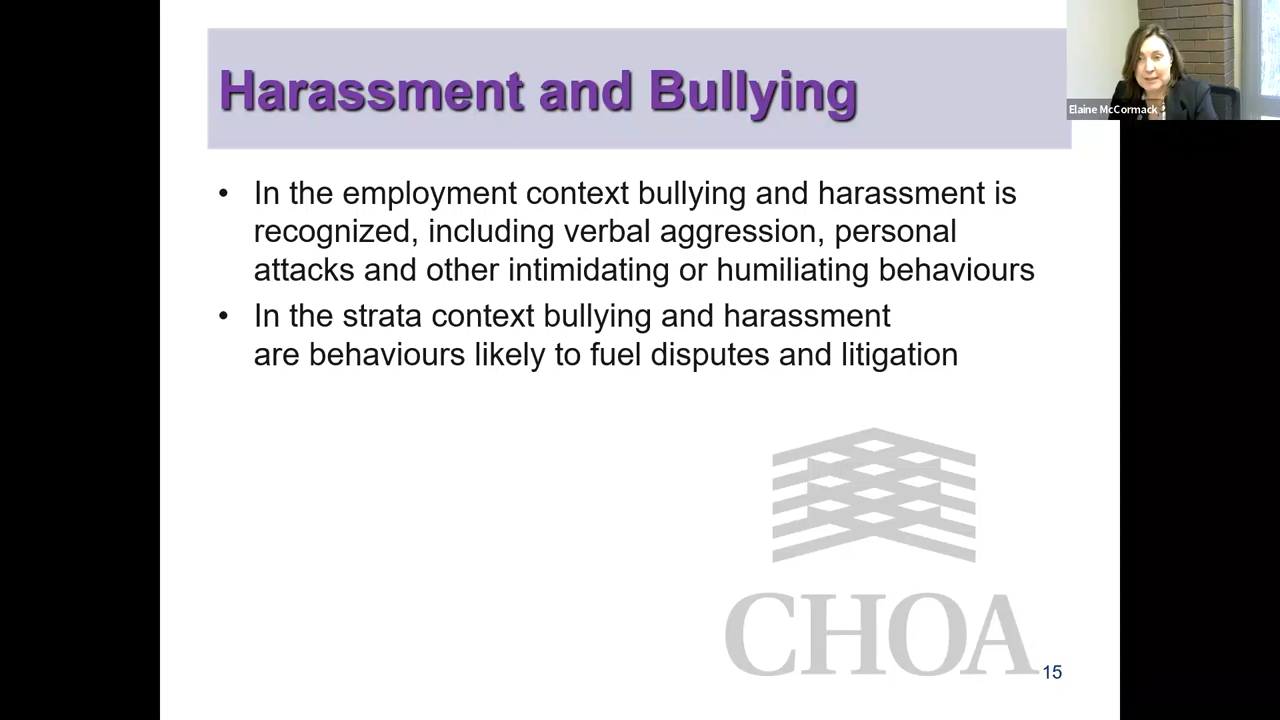 Harassment and Bullying
Elaine McCormack
• In the employment context bullying and harassment is
recognized, including verbal aggression, personal
attacks and other intimidating or humiliating behaviours
• In the strata context bullying and harassment
are behaviours likely to fuel disputes and litigation
CHOA
15